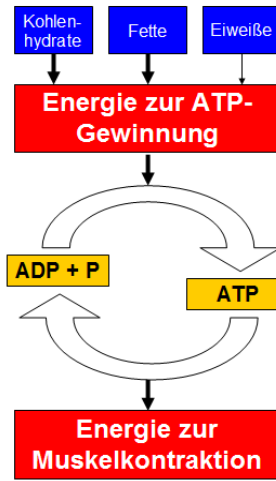 Kohlen-
hydrate
Fette
Eiweiße
Energie zur ATP-
Gewinnung
ADP + P
ATP
Energie zur
Muskelkontraktion